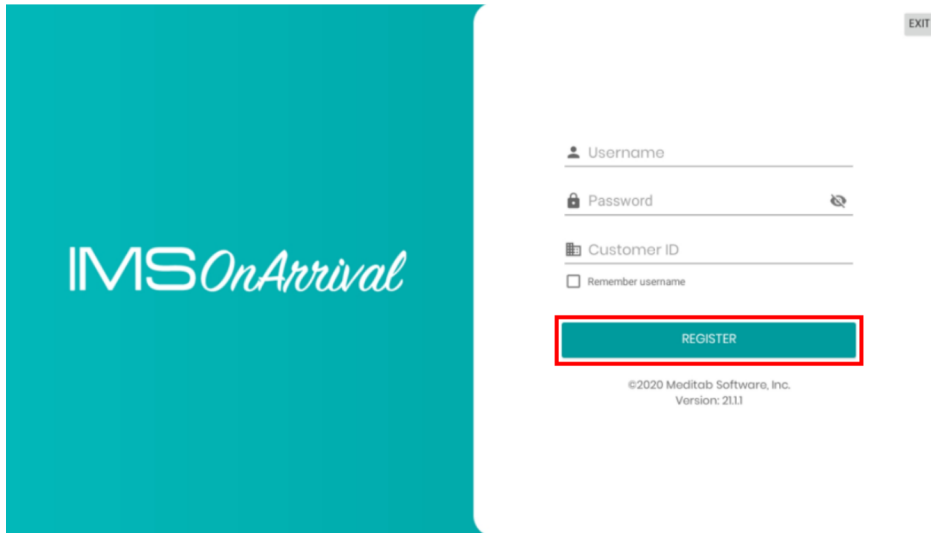 EXIT
IMSOnArrival
Username
Password
Customer ID
Remember username
REGISTER
©2020 Meditab Software, Inc.
Version: 21.1.1